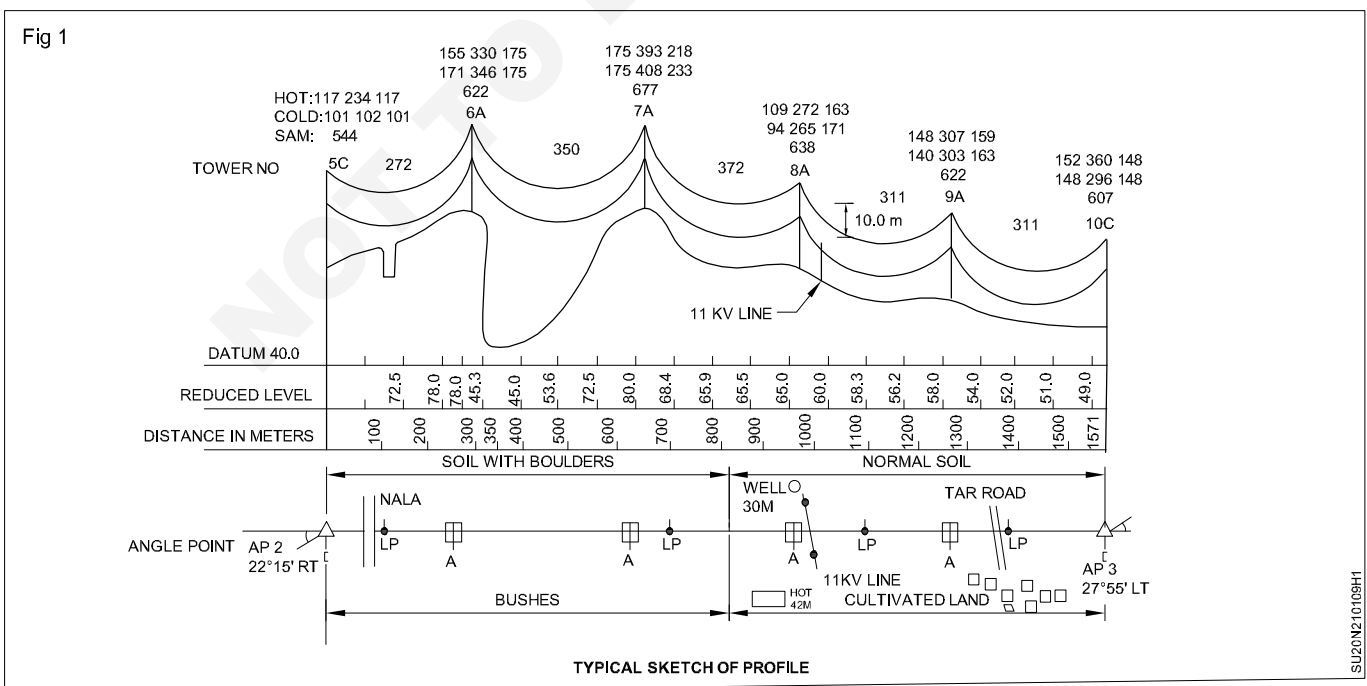 Fig 1
155 330 175
171 346 175
622
6A
175 393 218
175 408 233
677
7A
HOT:117 234 117
COLD:101 102 101
SAM: 544
109 272 163
94 265 171
638
8A
148 307 159
140 303 163
622
9A
152 360 148
148 296 148
607
10C
TOWER NO
5C
272
350
372
311
311
10.0 m
11 KV LINE
DATUM 40.0
REDUCED LEVEL
72.5 78.0 78.0 45.3 45.0 53.6 72.5 80.0 68.4 65.9 65.5 65.0 60.0 58.3 56.2 58.0 54.0 52.0 51.0 49.0
DISTANCE IN METERS
100 200 300 350 400 500 600 700 800 900 1000 1100 1200 1300 1400 1500 1571
SOIL WITH BOULDERS
NORMAL SOIL
NALA
WELL
30M
TAR ROAD
ANGLE POINT
AP 2
22°15' RT
LP
A
A
LP
A
LP
A
LP
AP 3
27°55' LT
11KV LINE
HOT
42M
BUSHES
CULTIVATED LAND
TYPICAL SKETCH OF PROFILE
SU20N210109H1
NOT TO